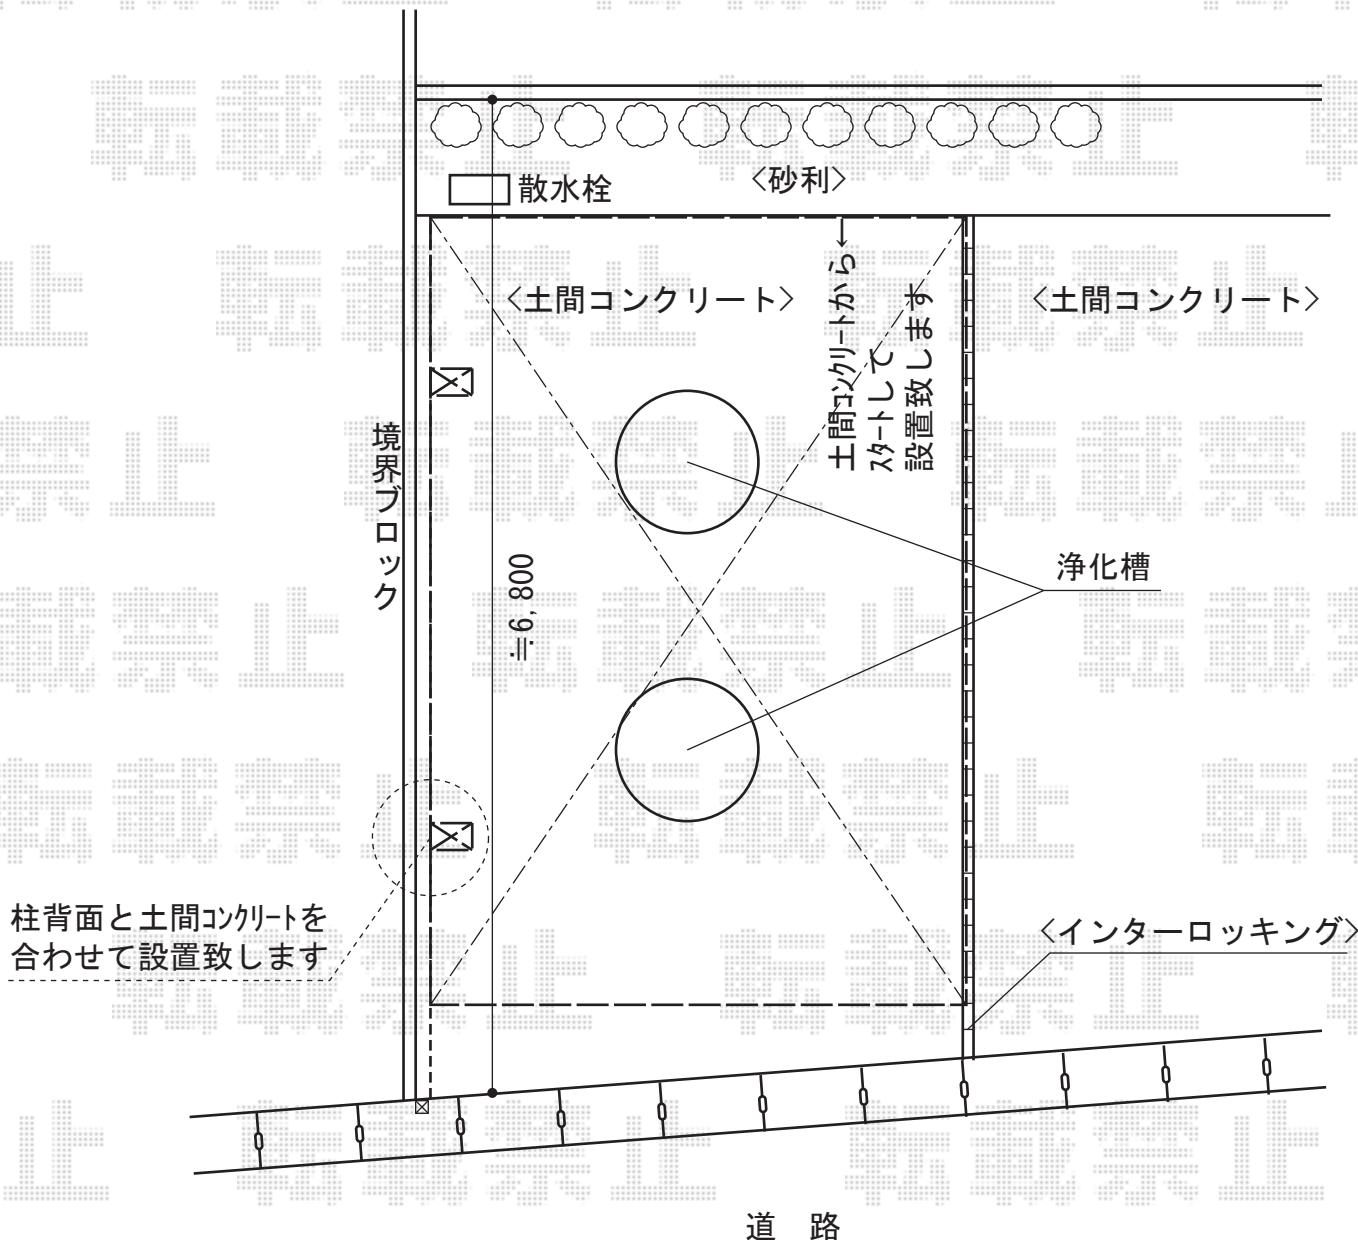 転載禁止
散水栓
〈砂利〉
〈土間コンクリート〉
〈土間コンクリート〉
土間コンクリートから
スタートして
設置致します
境界ブロック
≒6,800
浄化槽
柱背面と土間コンクリートを
合わせて設置致します
〈インターロッキング〉
道 路